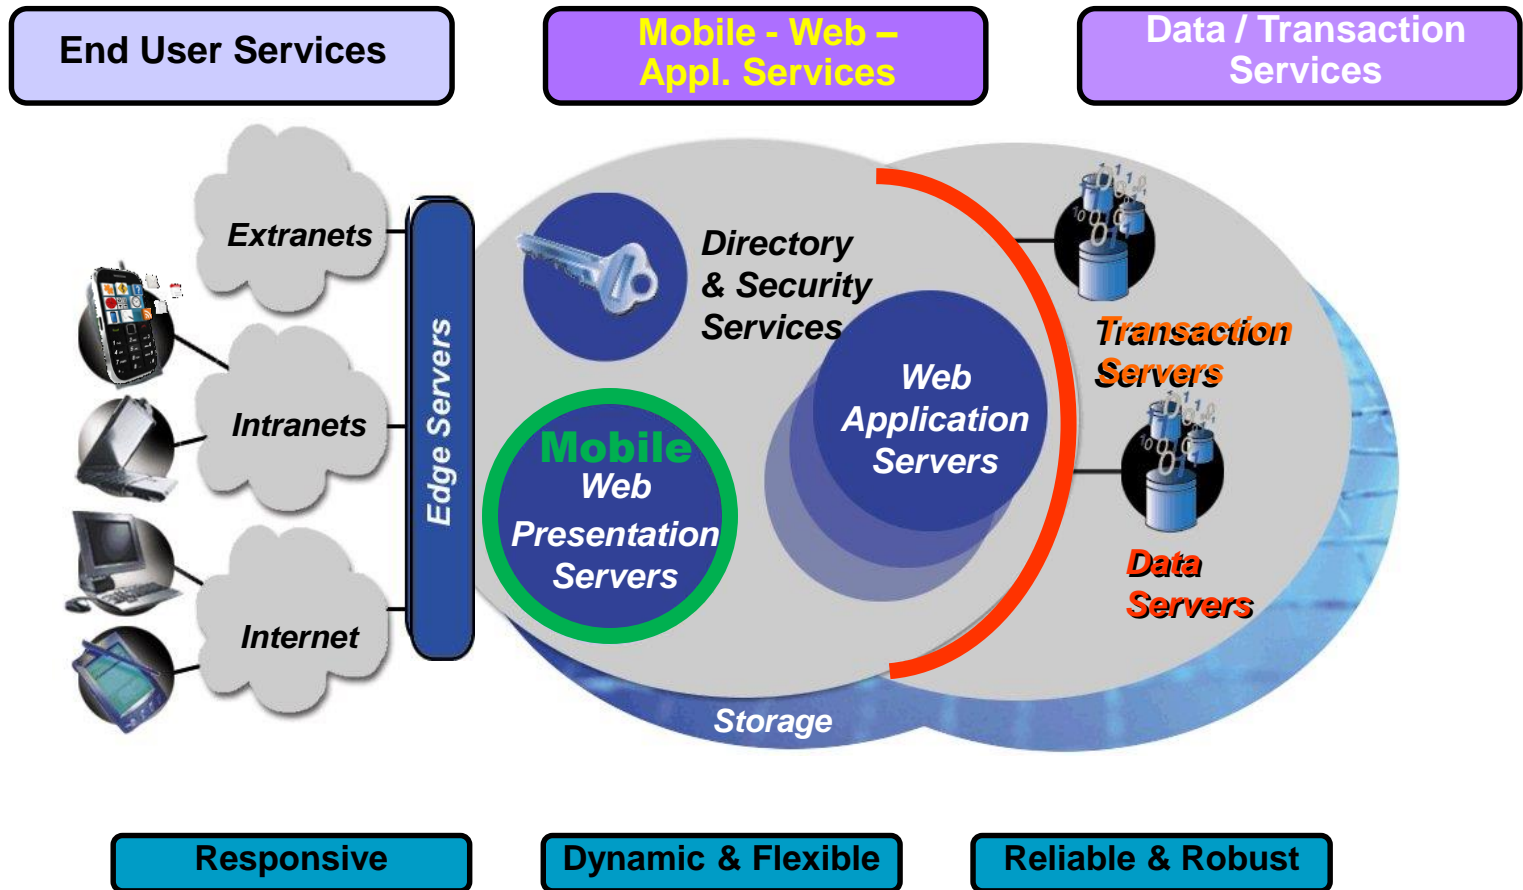 End User Services
Mobile - Web –
Appl. Services
Data / Transaction
Services
Extranets
Intranets
Internet
Edge Servers
Directory
& Security
Services
Mobile
Web
Presentation
Servers
Web
Application
Servers
Transaction
Servers
Data
Servers
Storage
Responsive
Dynamic & Flexible
Reliable & Robust